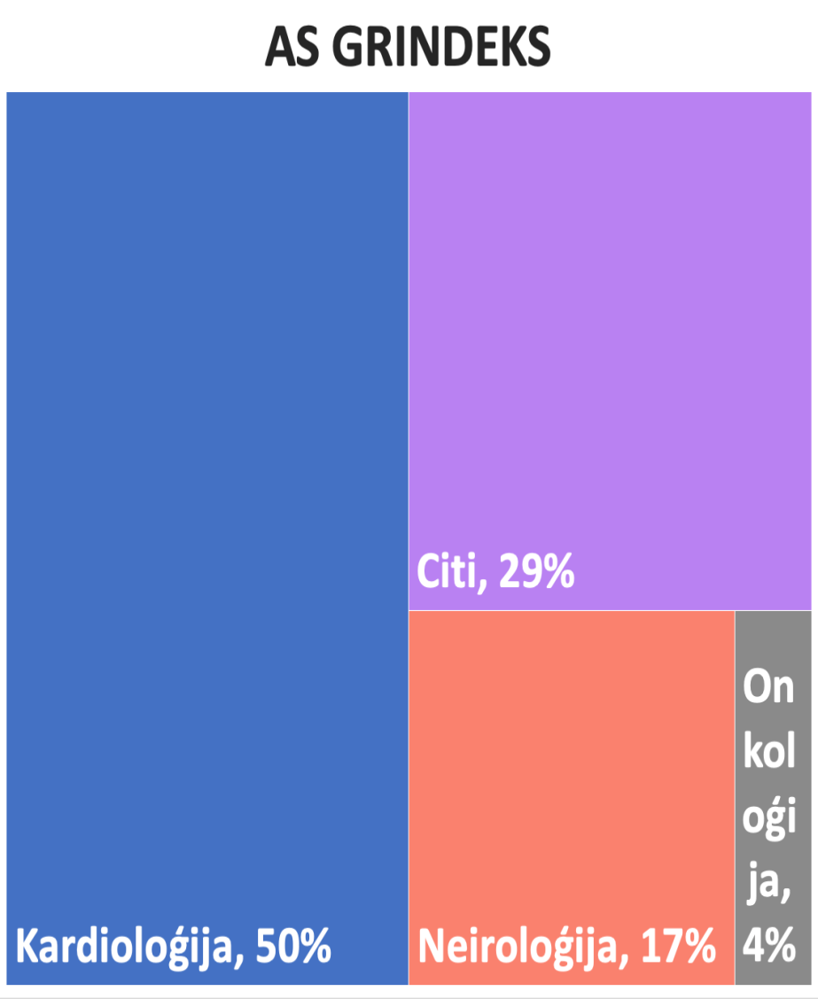 AS GRINDEKS
Kardioloģija, 50%
Citi, 29%
Neiroloģija, 17%
On
kol
oģi
ja,
4%